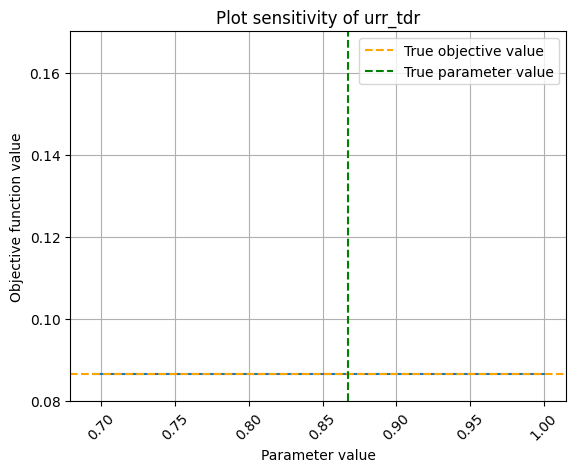 Plot sensitivity of urr_tdr
True objective value
True parameter value
Objective function value
0.16
0.14
0.12
0.10
0.08
0.70
0.75
0.80
0.85
0.90
0.95
1.00
Parameter value